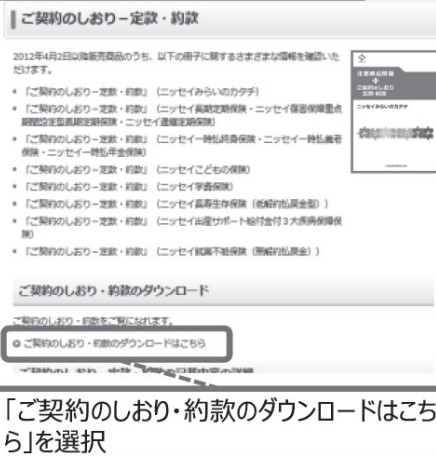 ご契約のしおり－定款・約款
2012年4月2日以降販売商品のうち、以下の冊子に関するさまざまな情報を確認いた
だけます。
注意喚起情報
ご契約のしおり
定款・約款
ニッセイみらいのカタチ
• 「ご契約のしおり－定款・約款」（ニッセイみらいのカタチ）
• 「ご契約のしおり－定款・約款」（ニッセイ長期定期保険・ニッセイ傷害保障重点
期間設定型長期定期保険・ニッセイ逓増定期保険）
• 「ご契約のしおり－定款・約款」（ニッセイ一時払終身保険・ニッセイ一時払養老
保険・ニッセイ一時払年金保険）
• 「ご契約のしおり－定款・約款」（ニッセイこどもの保険）
• 「ご契約のしおり－定款・約款」（ニッセイ学資保険）
• 「ご契約のしおり－定款・約款」（ニッセイ長寿生存保険（低解約払戻金型））
• 「ご契約のしおり－定款・約款」（ニッセイ出産サポート給付金付３大疾病保障保
険）
• 「ご契約のしおり－定款・約款」（ニッセイ就業不能保険（無解約払戻金））
ご契約のしおり・約款のダウンロード
ご契約のしおり・約款をご覧になれます。
ご契約のしおり・約款のダウンロードはこちら
「ご契約のしおり・約款のダウンロードはこち
ら」を選択